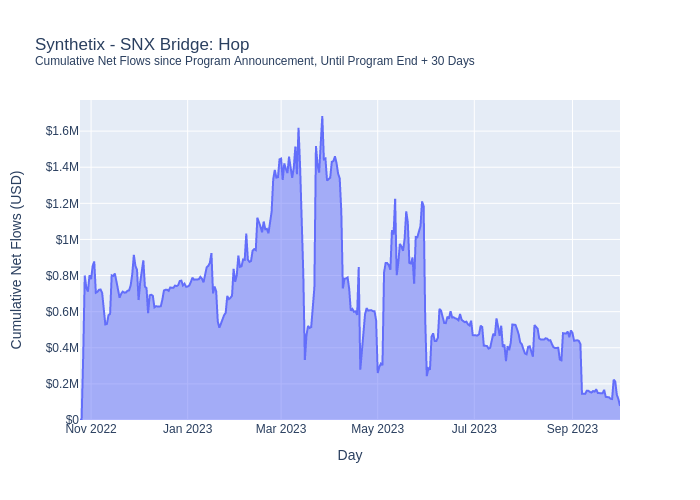 Synthetix - SNX Bridge: Hop
Cumulative Net Flows since Program Announcement, Until Program End + 30 Days
Cumulative Net Flows (USD)
$1.6M
$1.4M
$1.2M
$1M
$0.8M
$0.6M
$0.4M
$0.2M
$0
Nov 2022 Jan 2023 Mar 2023 May 2023 Jul 2023 Sep 2023
Day